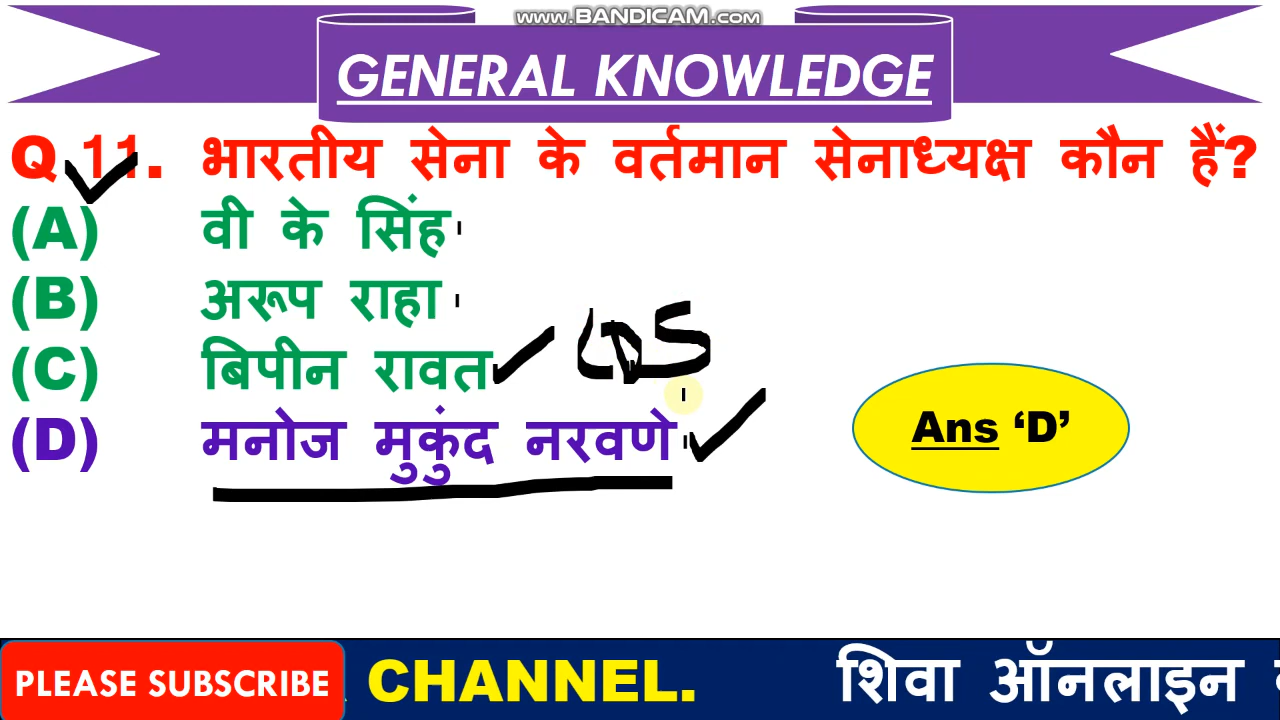 www.BANDICAM.com
GENERAL KNOWLEDGE
Q.11. भारतीय सेना के वर्तमान सेनाध्यक्ष कौन हैं?
(A) वी के सिंह
(B) अरूप राहा
(C) बिपीन रावत
(D) मनोज मुकुंद नरवणे
Ans ‘D’
PLEASE SUBSCRIBE CHANNEL. शिवा ऑनलाइन